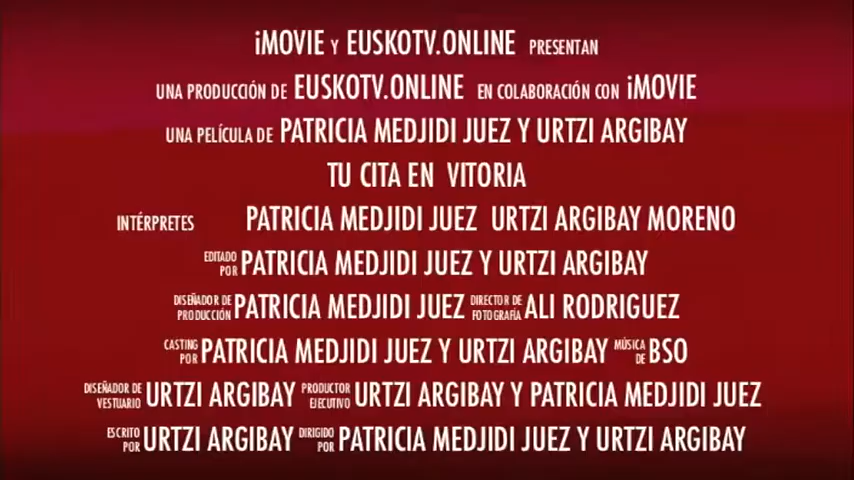 iMOVIE Y EUSKOTV.ONLINE PRESENTAN
UNA PRODUCCIÓN DE EUSKOTV.ONLINE EN COLABORACIÓN CON iMOVIE
UNA PELÍCULA DE PATRICIA MEDJIDI JUEZ Y URTZI ARGIBAY
TU CITA EN VITORIA
INTÉRPRETES PATRICIA MEDJIDI JUEZ URTZI ARGIBAY MORENO
EDITADO POR PATRICIA MEDJIDI JUEZ Y URTZI ARGIBAY
DISEÑADOR DE PRODUCCIÓN PATRICIA MEDJIDI JUEZ DIRECTOR DE FOTOGRAFÍA ALI RODRIGUEZ
CASTING POR PATRICIA MEDJIDI JUEZ Y URTZI ARGIBAY MÚSICA DE BSO
DISEÑADOR DE VESTUARIO URTZI ARGIBAY PRODUCTOR EJECUTIVO URTZI ARGIBAY Y PATRICIA MEDJIDI JUEZ
ESCRITO POR URTZI ARGIBAY DIRIGIDO POR PATRICIA MEDJIDI JUEZ Y URTZI ARGIBAY